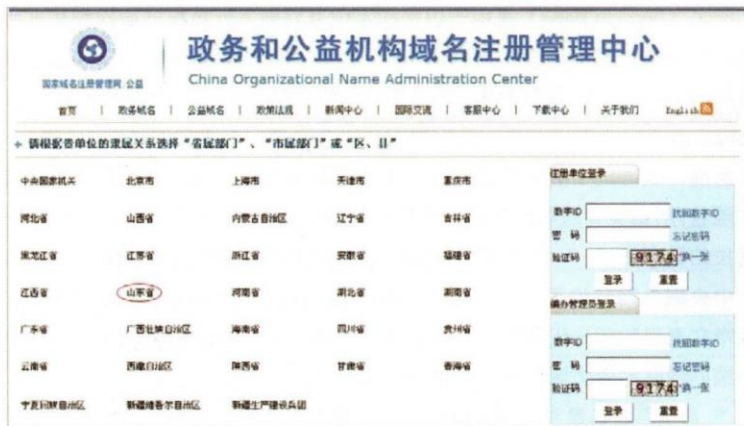 政务和公益机构域名注册管理中心
国家域名注册管理网·公益
China Organizational Name Administration Center
首页 | 政务域名 | 公益域名 | 政策法规 | 新闻中心 | 国际交流 | 客服中心 | 下载中心 | 关于我们 English
请根据贵单位的隶属关系选择“省属部门”、“市属部门”或“区、县”
中央国家机关 北京市 上海市 天津市 重庆市
河北省 山西省 内蒙古自治区 辽宁省 吉林省
黑龙江省 江苏省 浙江省 安徽省 福建省
江西省 山东省 河南省 湖北省 湖南省
广东省 广西壮族自治区 海南省 四川省 贵州省
云南省 西藏自治区 陕西省 甘肃省 青海省
宁夏回族自治区 新疆维吾尔自治区 新疆生产建设兵团
注册单位登录
数字ID 找回数字ID
密 码 忘记密码
验证码 9174 换一张
登录 重置
编办管理员登录
数字ID 找回数字ID
密 码 忘记密码
验证码 9174 换一张
登录 重置